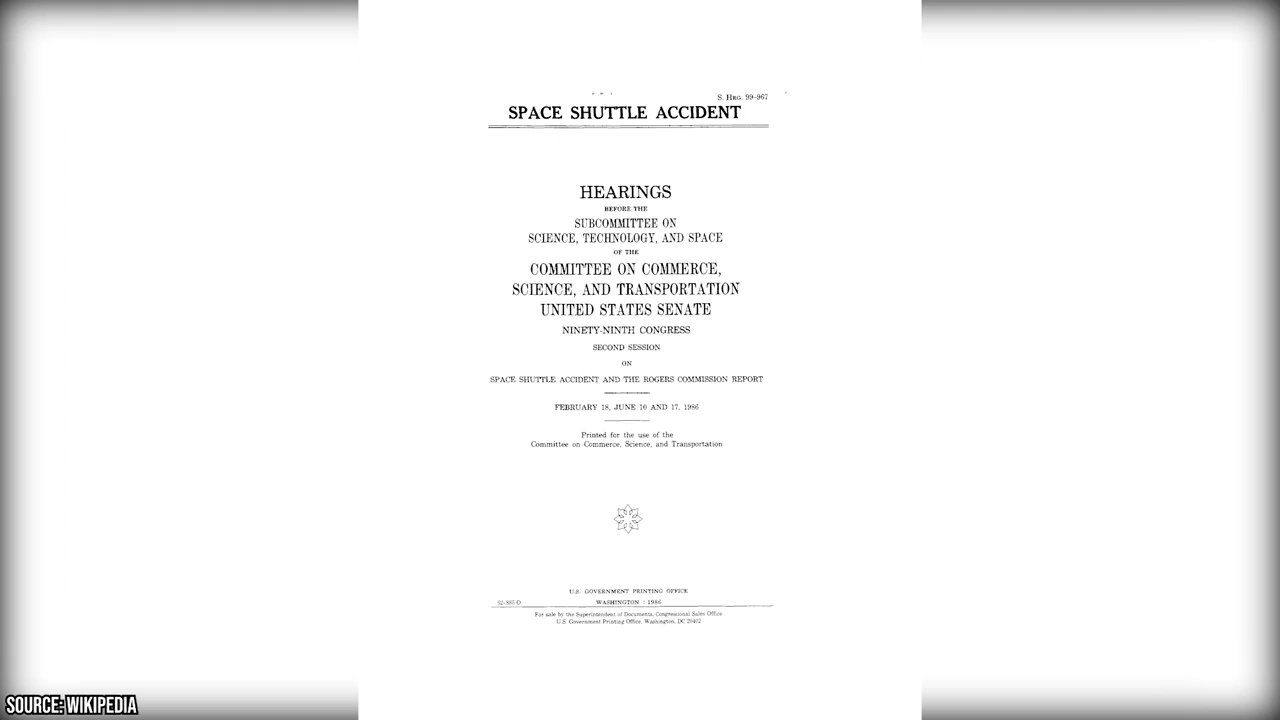 S. HRG. 99-967
SPACE SHUTTLE ACCIDENT
HEARINGS
BEFORE THE
SUBCOMMITTEE ON
SCIENCE, TECHNOLOGY, AND SPACE
OF THE
COMMITTEE ON COMMERCE,
SCIENCE, AND TRANSPORTATION
UNITED STATES SENATE
NINETY-NINTH CONGRESS
SECOND SESSION
ON
SPACE SHUTTLE ACCIDENT AND THE ROGERS COMMISSION REPORT
FEBRUARY 18, JUNE 10 AND 17, 1986
Printed for the use of the
Committee on Commerce, Science, and Transportation
U.S. GOVERNMENT PRINTING OFFICE
WASHINGTON : 1986
For sale by the Superintendent of Documents, Congressional Sales Office
U.S. Government Printing Office, Washington, DC 20402
SOURCE: WIKIPEDIA